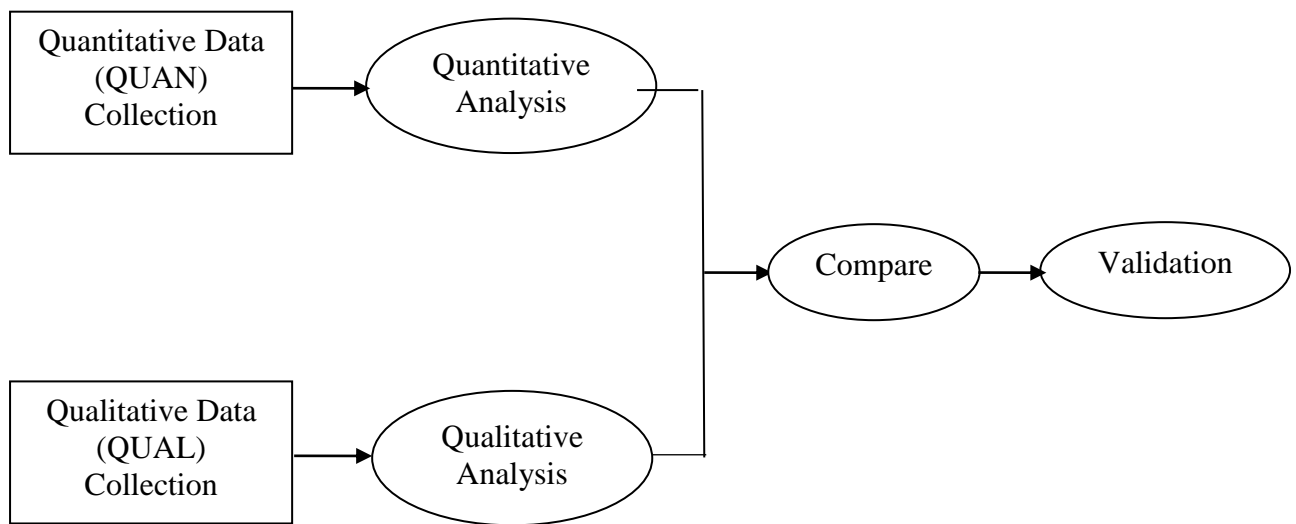 Quantitative Data
(QUAN)
Collection
Quantitative
Analysis
Compare
Validation
Qualitative Data
(QUAL)
Collection
Qualitative
Analysis